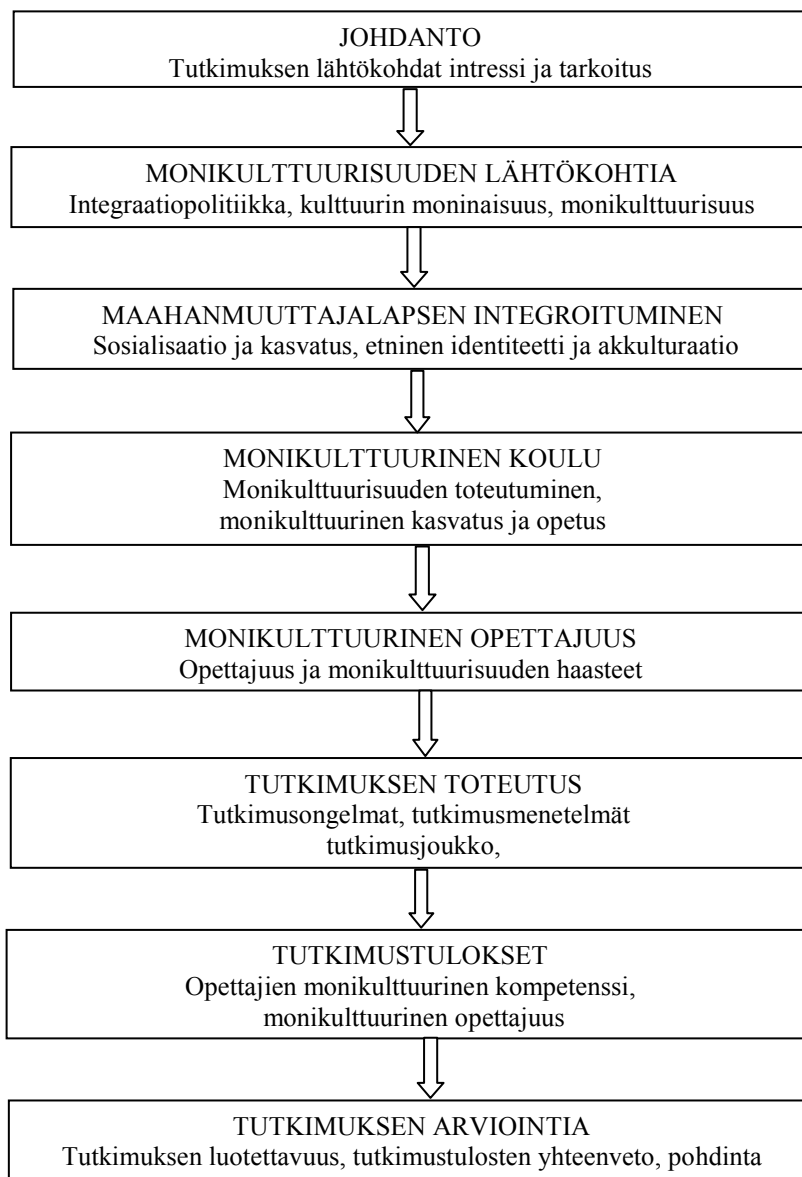 JOHDANTO
Tutkimuksen lähtökohdat intressi ja tarkoitus
MONIKULTTUURISUUDEN LÄHTÖKOHTIA
Integraatiopolitiikka, kulttuurin moninaisuus, monikulttuurisuus
MAAHANMUUTTAJALAPSEN INTEGROITUMINEN
Sosialisaatio ja kasvatus, etninen identiteetti ja akkulturaatio
MONIKULTTUURINEN KOULU
Monikulttuurisuuden toteutuminen,
monikulttuurinen kasvatus ja opetus
MONIKULTTUURINEN OPETTAJUUS
Opettajuus ja monikulttuurisuuden haasteet
TUTKIMUKSEN TOTEUTUS
Tutkimusongelmat, tutkimusmenetelmät
tutkimusjoukko,
TUTKIMUSTULOKSET
Opettajien monikulttuurinen kompetenssi,
monikulttuurinen opettajuus
TUTKIMUKSEN ARVIOINTIA
Tutkimuksen luotettavuus, tutkimustulosten yhteenveto, pohdinta